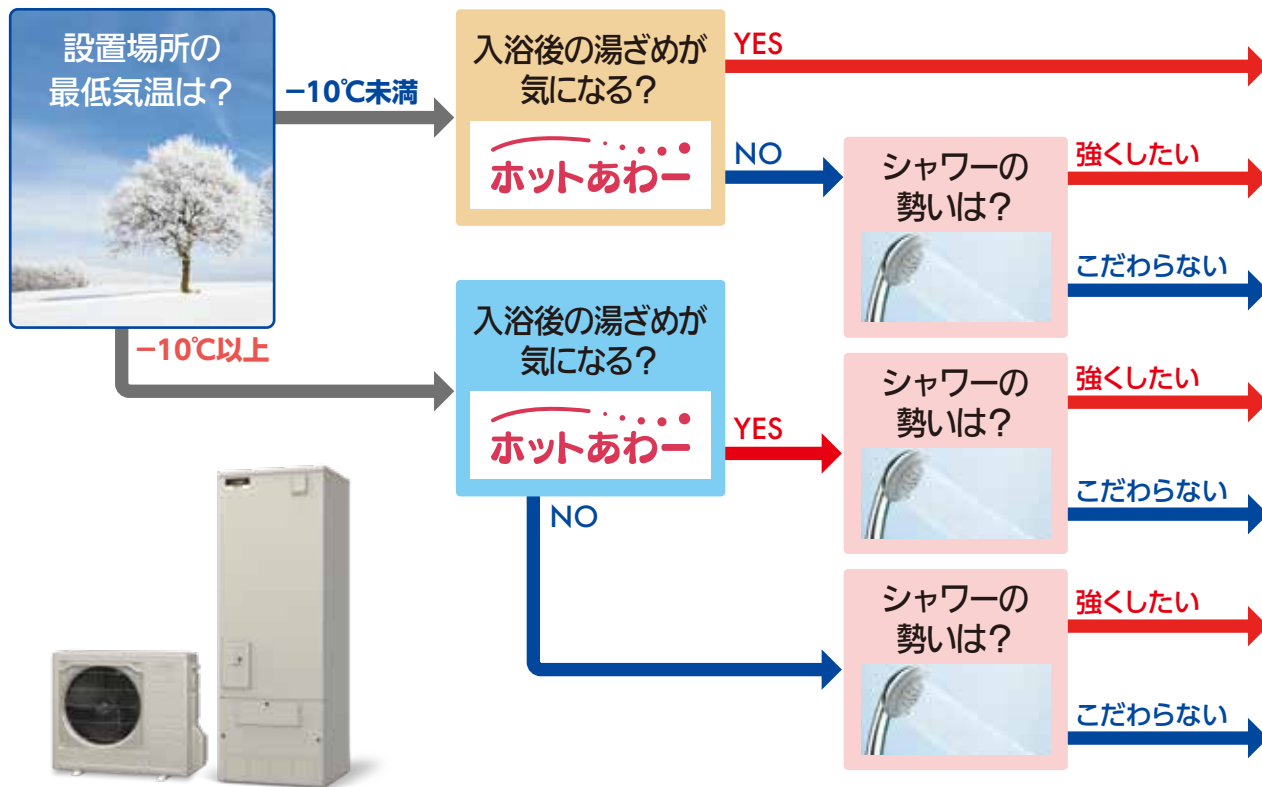 設置場所の
最低気温は？
−10℃未満
入浴後の湯ざめが
気になる？
ホットあわー
YES
NO
シャワーの
勢いは？
強くしたい
こだわらない
−10℃以上
入浴後の湯ざめが
気になる？
ホットあわー
YES
NO
シャワーの
勢いは？
強くしたい
こだわらない
シャワーの
勢いは？
強くしたい
こだわらない